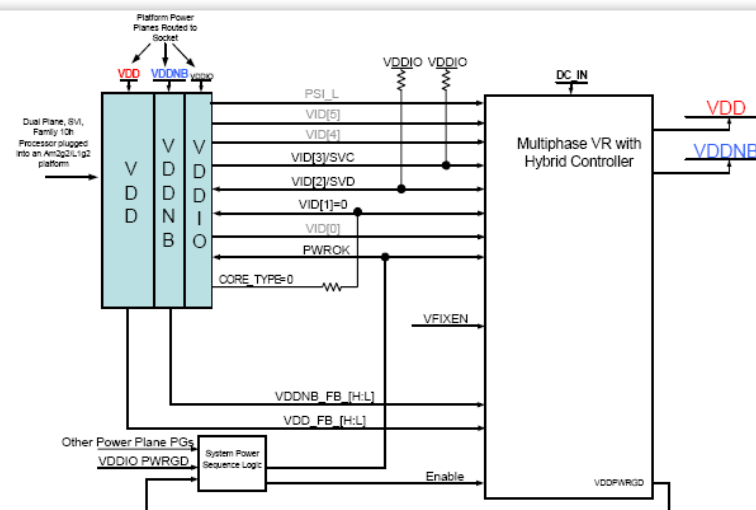 Platform Power
Planes Routed to
Socket
VDD VDDNB VDDIO
VDDIO VDDIO
DC_IN
PSI_L
VDD
VID[5]
Dual Plane, SVI,
Family 10h
Processor plugged
into an Am2g2/L1g2
platform
VID[4]
VDD
VDDNB
VDDIO
Multiphase VR with
Hybrid Controller
VID[3]/SVC
VDDNB
VID[2]/SVD
VID[1]=0
VID[0]
PWROK
CORE_TYPE=0
VFIXEN
VDDNB_FB_[H:L]
VDD_FB_[H:L]
Other Power Plane PGs
System Power
Sequence Logic
VDDIO PWRGD
Enable
VDDPWRGD